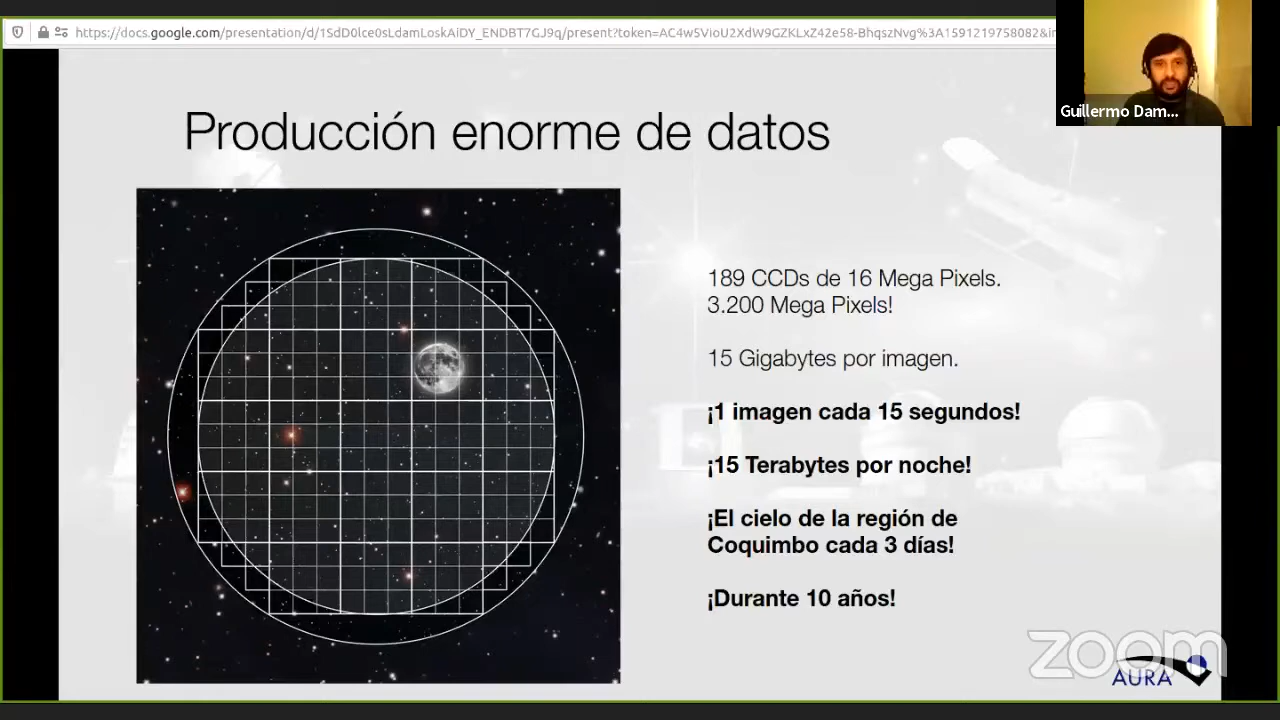 https://docs.google.com/presentation/d/1SdD0lce0sLdamLoskAiDY_ENDBT7GJ9q/present?token=AC4w5VioU2XdW9GZKLxZ42e58-BhqszNvg%3A1591219758082&i
Guillermo Dam...
Producción enorme de datos
189 CCDs de 16 Mega Pixels.
3.200 Mega Pixels!
15 Gigabytes por imagen.
¡1 imagen cada 15 segundos!
¡15 Terabytes por noche!
¡El cielo de la región de
Coquimbo cada 3 días!
¡Durante 10 años!
zoom
AURA